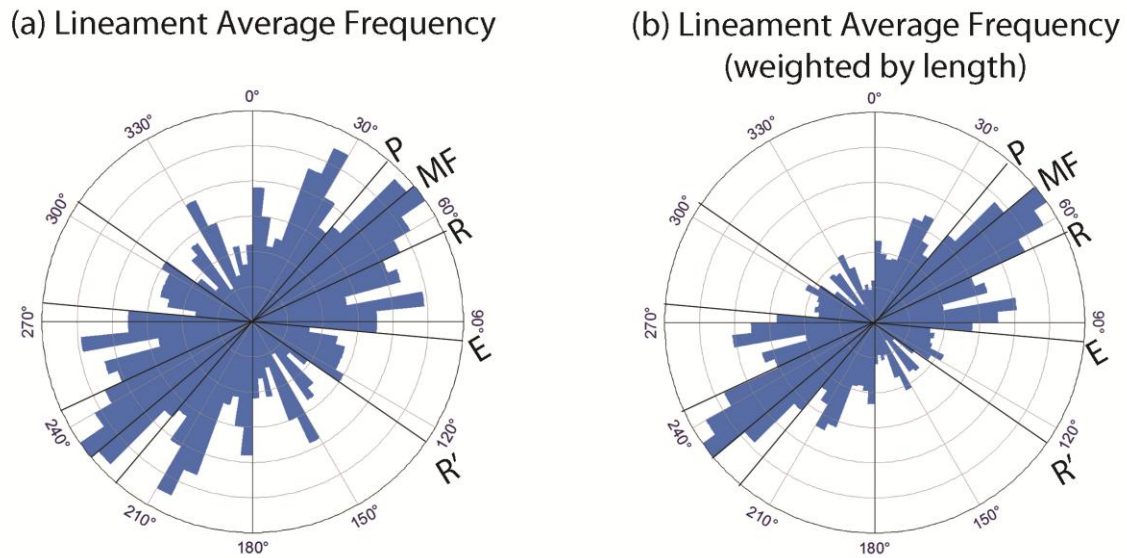 (a) Lineament Average Frequency
0°
30°
P
MF
60°
R
90°
E
120°
R'
150°
180°
210°
240°
270°
300°
330°
(b) Lineament Average Frequency
(weighted by length)
0°
30°
P
MF
60°
R
90°
E
120°
R'
150°
180°
210°
240°
270°
300°
330°